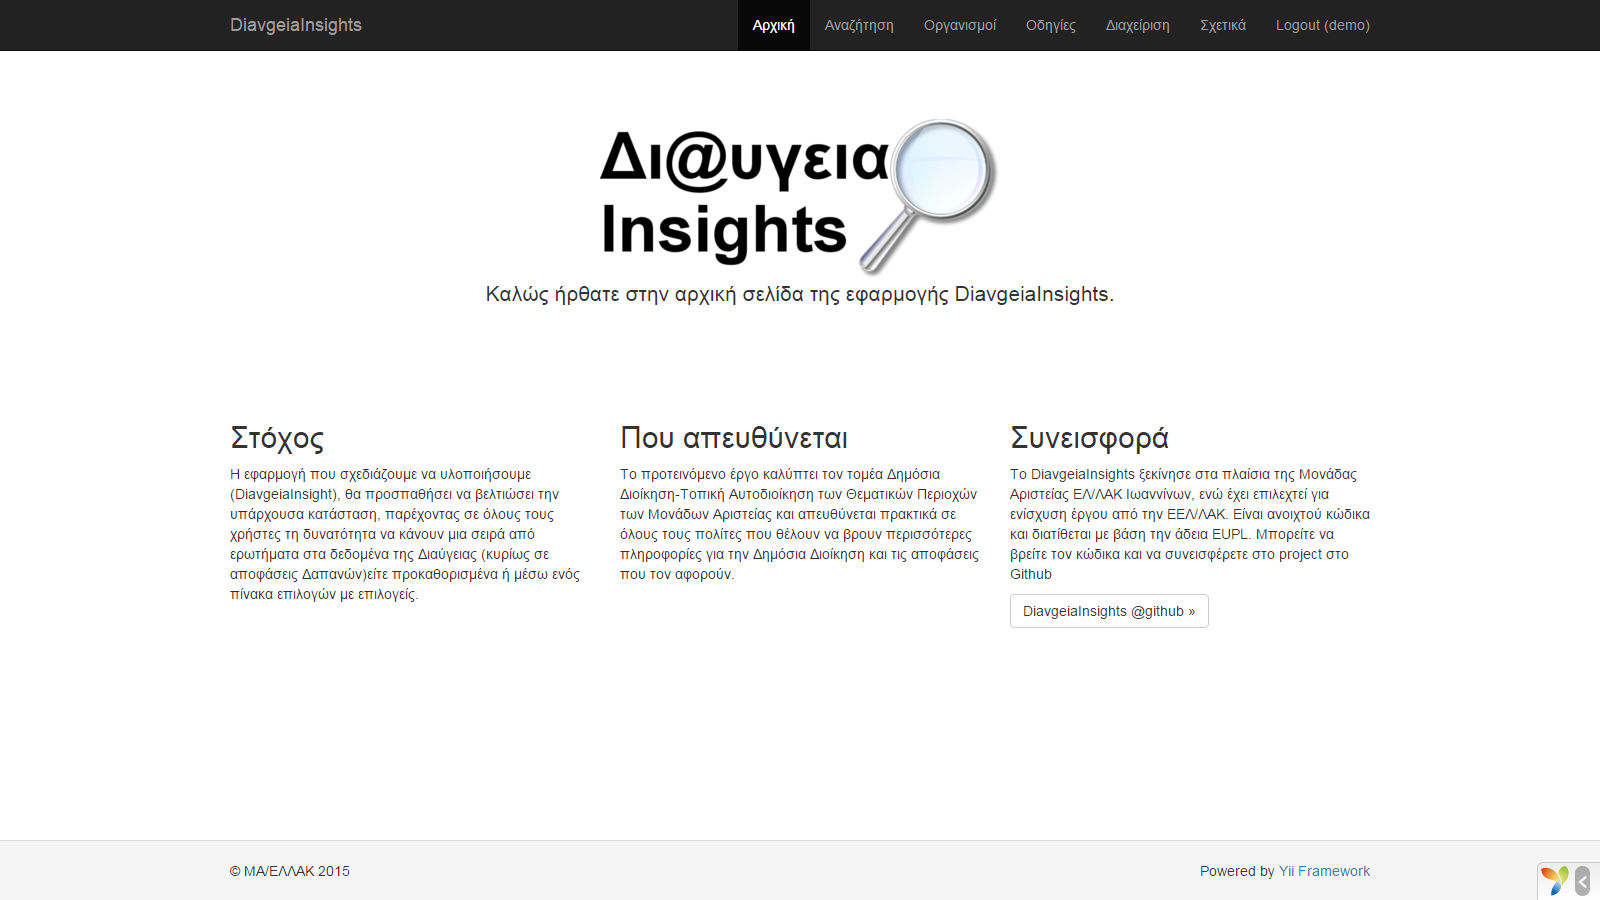 DiavgeiaInsights
Αρχική
Αναζήτηση
Οργανισμοί
Οδηγίες
Διαχείριση
Σχετικά
Logout (demo)
Δι@υγεια
Insights
Καλώς ήρθατε στην αρχική σελίδα της εφαρμογής DiavgeiaInsights.
Στόχος
Η εφαρμογή που σχεδιάζουμε να υλοποιήσουμε
(DiavgeiaInsight), θα προσπαθήσει να βελτιώσει την
υπάρχουσα κατάσταση, παρέχοντας σε όλους τους
χρήστες τη δυνατότητα να κάνουν μια σειρά από
ερωτήματα στα δεδομένα της Διαύγειας (κυρίως σε
αποφάσεις Δαπανών)είτε προκαθορισμένα ή μέσω ενός
πίνακα επιλογών με επιλογείς.
Που απευθύνεται
Το προτεινόμενο έργο καλύπτει τον τομέα Δημόσια
Διοίκηση-Τοπική Αυτοδιοίκηση των Θεματικών Περιοχών
των Μονάδων Αριστείας και απευθύνεται πρακτικά σε
όλους τους πολίτες που θέλουν να βρουν περισσότερες
πληροφορίες για την Δημόσια Διοίκηση και τις αποφάσεις
που τον αφορούν.
Συνεισφορά
Το DiavgeiaInsights ξεκίνησε στα πλαίσια της Μονάδας
Αριστείας ΕΛ/ΛΑΚ Ιωαννίνων, ενώ έχει επιλεχτεί για
ενίσχυση έργου από την ΕΕΛ/ΛΑΚ. Είναι ανοιχτού κώδικα
και διατίθεται με βάση την άδεια EUPL. Μπορείτε να
βρείτε τον κώδικα και να συνεισφέρετε στο project στο
Github
DiavgeiaInsights @github »
© ΜΑ/ΕΛΛΑΚ 2015
Powered by Yii Framework